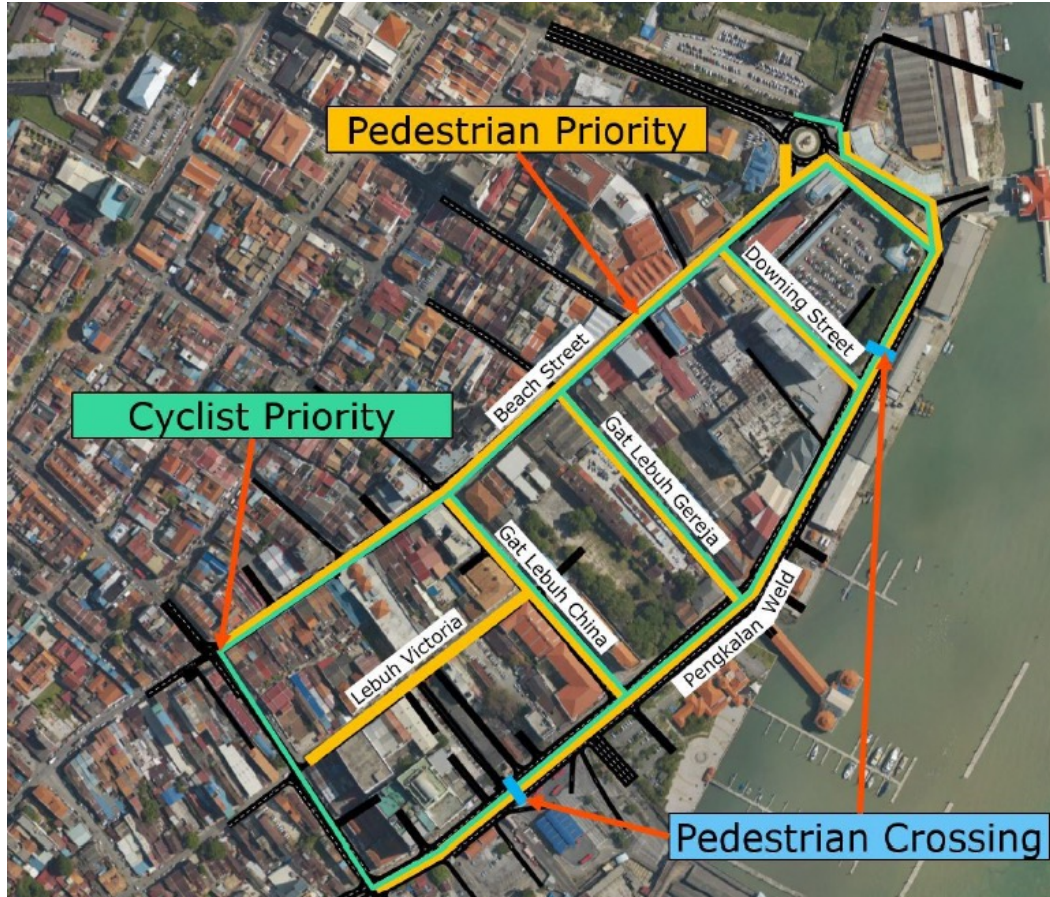 Pedestrian Priority
Downing Street
Beach Street
Cyclist Priority
Gat Lebuh Gereja
Gat Lebuh China
Lebuh Victoria
Pengkalan Weld
Pedestrian Crossing